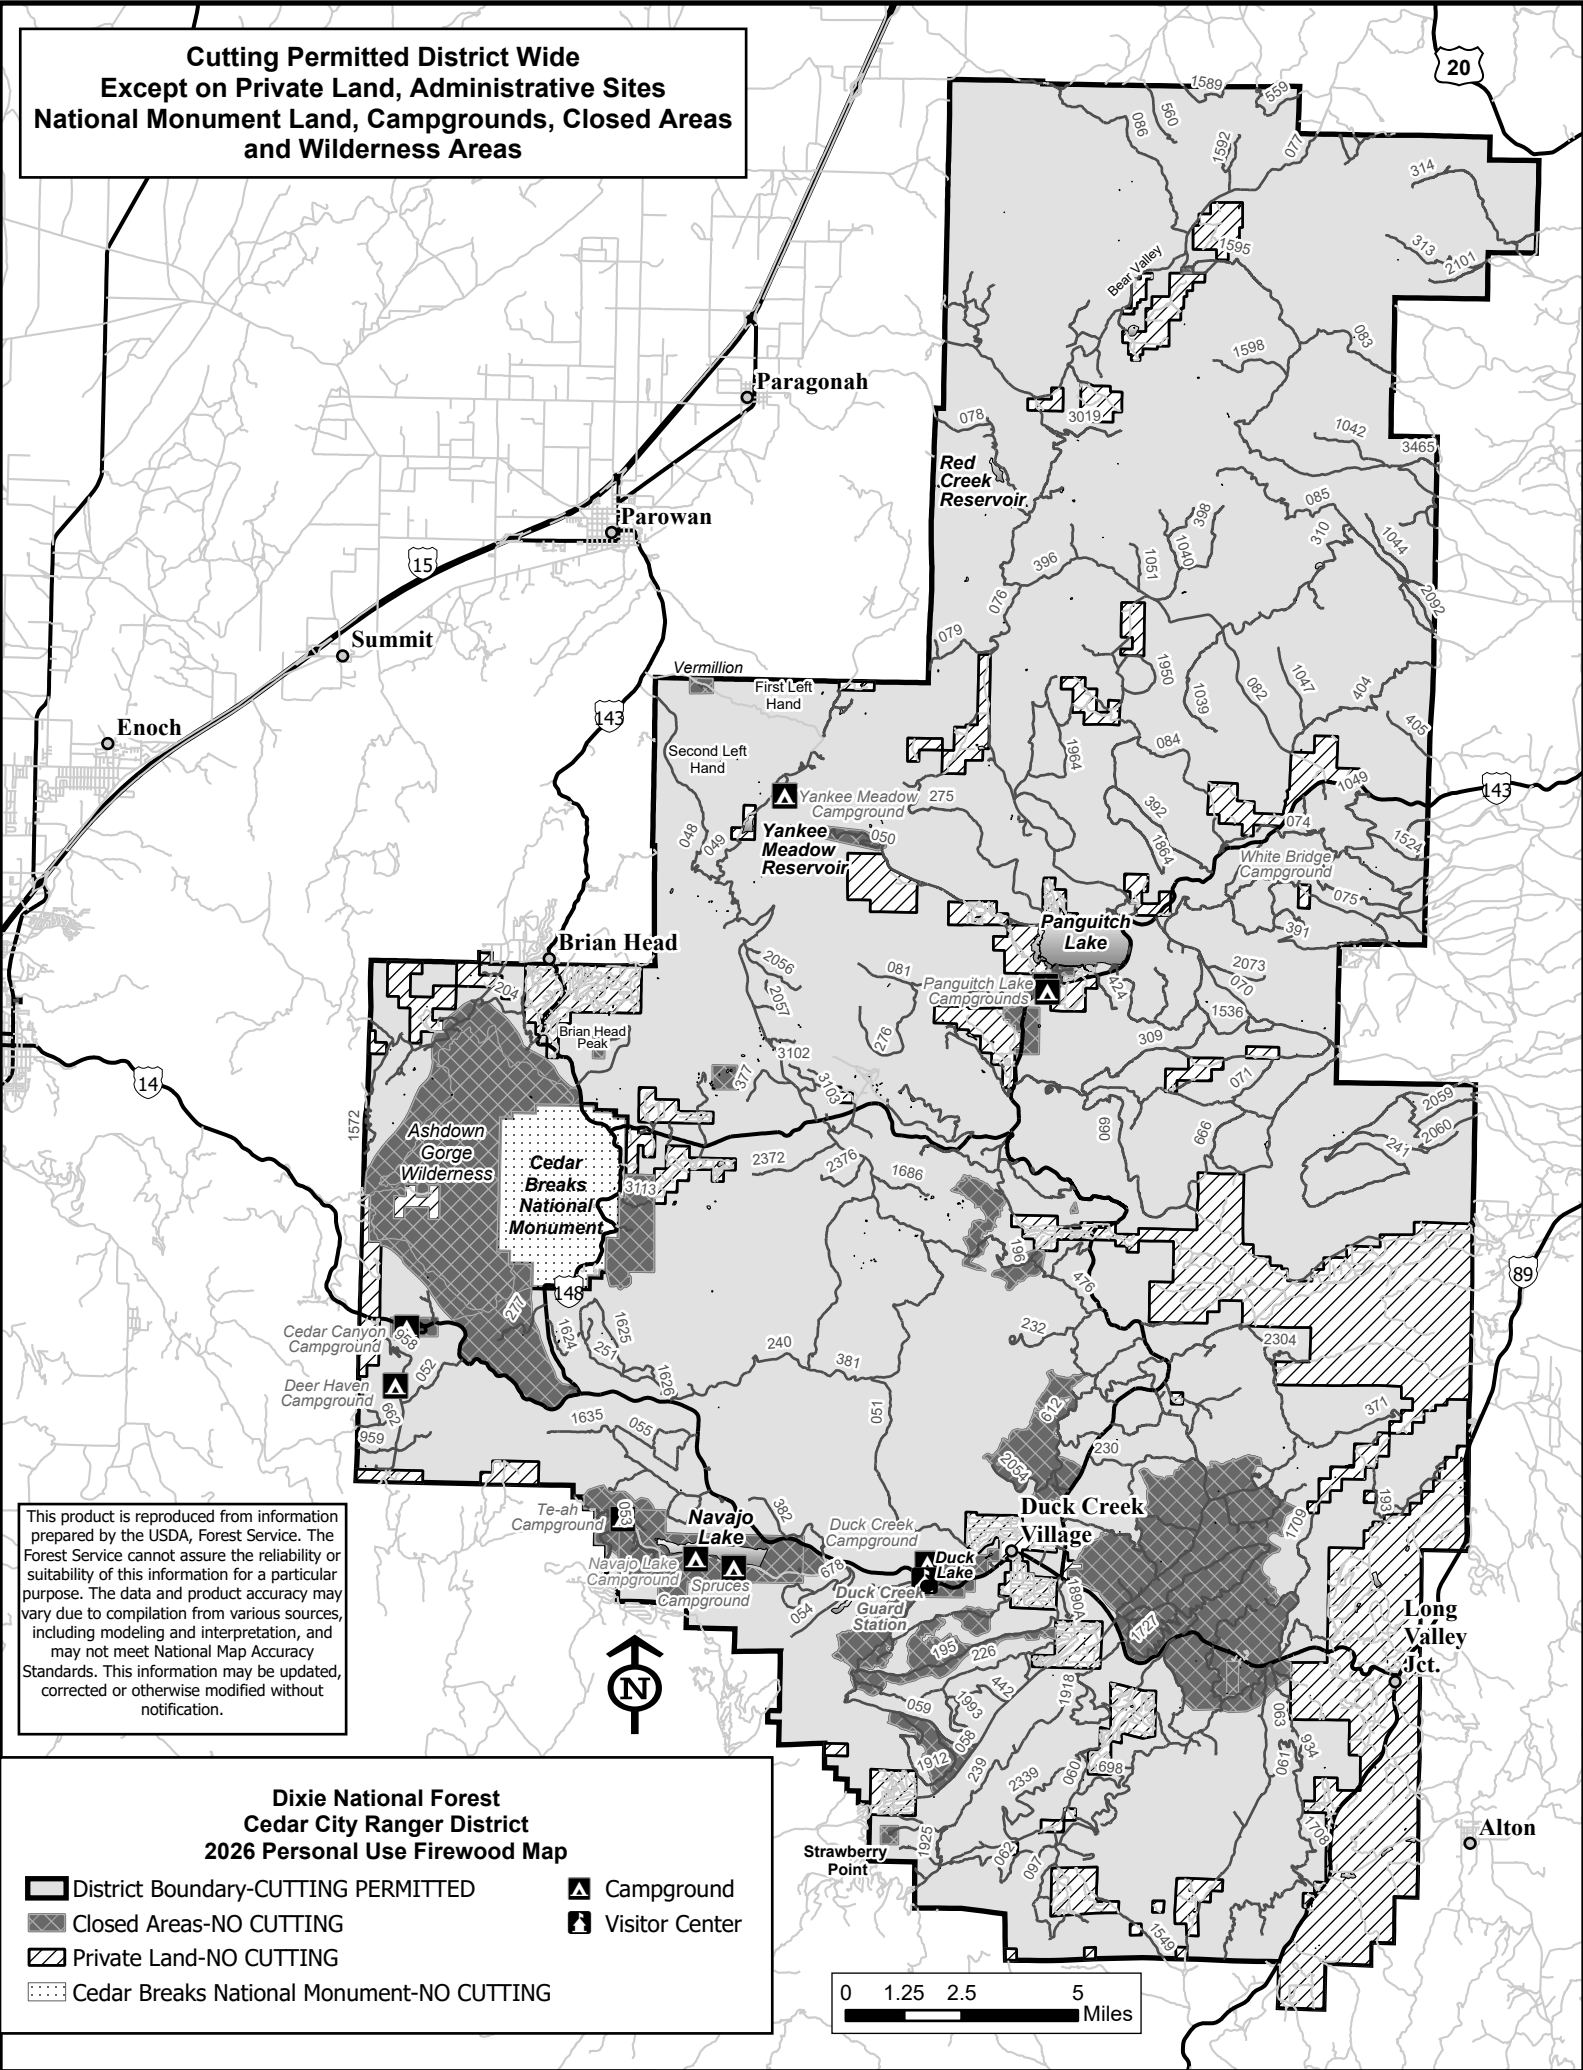 Cutting Permitted District Wide
Except on Private Land, Administrative Sites
National Monument Land, Campgrounds, Closed Areas
and Wilderness Areas
20
1589
559
560
086
1592
077
314
313
2101
1595
Bear Valley
083
1598
Paragonah
078
3019
1042
3465
Red
Creek
Reservoir
085
398
310
1044
1040
1051
Parowan
15
396
076
2092
079
Summit
Vermillion
First Left
Hand
1950
1039
082
1047
404
405
143
Enoch
Second Left
Hand
084
1964
1049
143
Yankee Meadow
Campground
275
392
074
048
049
Yankee
Meadow
Reservoir
050
1864
1524
White Bridge
Campground
075
391
Panguitch
Lake
Brian Head
2056
2057
081
2073
070
Panguitch Lake
Campgrounds
424
204
1536
Brian Head
Peak
276
309
3102
377
3103
071
14
1572
2059
2060
241
069
666
Ashdown
Gorge
Wilderness
Cedar
Breaks
National
Monument
2372
2376
1686
3113
196
476
89
148
277
1624
1625
251
232
2304
Cedar Canyon
Campground
958
052
240
381
1626
Deer Haven
Campground
662
959
1635
055
051
612
371
230
2054
193
1709
This product is reproduced from information
prepared by the USDA, Forest Service. The
Forest Service cannot assure the reliability or
suitability of this information for a particular
purpose. The data and product accuracy may
vary due to compilation from various sources,
including modeling and interpretation, and
may not meet National Map Accuracy
Standards. This information may be updated,
corrected or otherwise modified without
notification.
Te-ah
Campground
053
Navajo
Lake
382
Duck Creek
Campground
Duck Creek
Village
Duck
Lake
Navajo Lake
Campground
Spruces
Campground
678
054
Duck Creek
Guard
Station
1890A
1727
195
226
Long
Valley
Jct.
N
059
1993
442
1918
058
1912
239
2339
060
1698
063
934
0617
1708
Alton
Strawberry
Point
1925
062
097
1549
Dixie National Forest
Cedar City Ranger District
2026 Personal Use Firewood Map
District Boundary-CUTTING PERMITTED
Campground
Closed Areas-NO CUTTING
Visitor Center
Private Land-NO CUTTING
Cedar Breaks National Monument-NO CUTTING
0 1.25 2.5 5
Miles